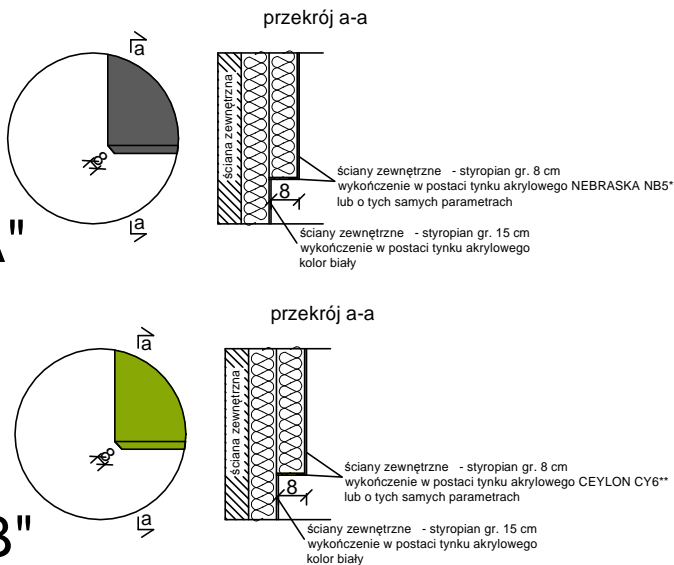 przekrój a-a
a
8
a
A"
ściana zewnętrzna
8
ściany zewnętrzne - styropian gr. 8 cm
wykończenie w postaci tynku akrylowego NEBRASKA NB5*
lub o tych samych parametrach
ściany zewnętrzne - styropian gr. 15 cm
wykończenie w postaci tynku akrylowego
kolor biały
przekrój a-a
a
8
a
B"
ściana zewnętrzna
8
ściany zewnętrzne - styropian gr. 8 cm
wykończenie w postaci tynku akrylowego CEYLON CY6**
lub o tych samych parametrach
ściany zewnętrzne - styropian gr. 15 cm
wykończenie w postaci tynku akrylowego
kolor biały